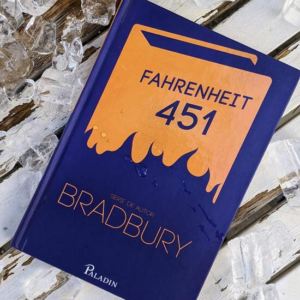 FAHRENHEIT
451
SERIE DE AUTOR
BRADBURY
PALADIN